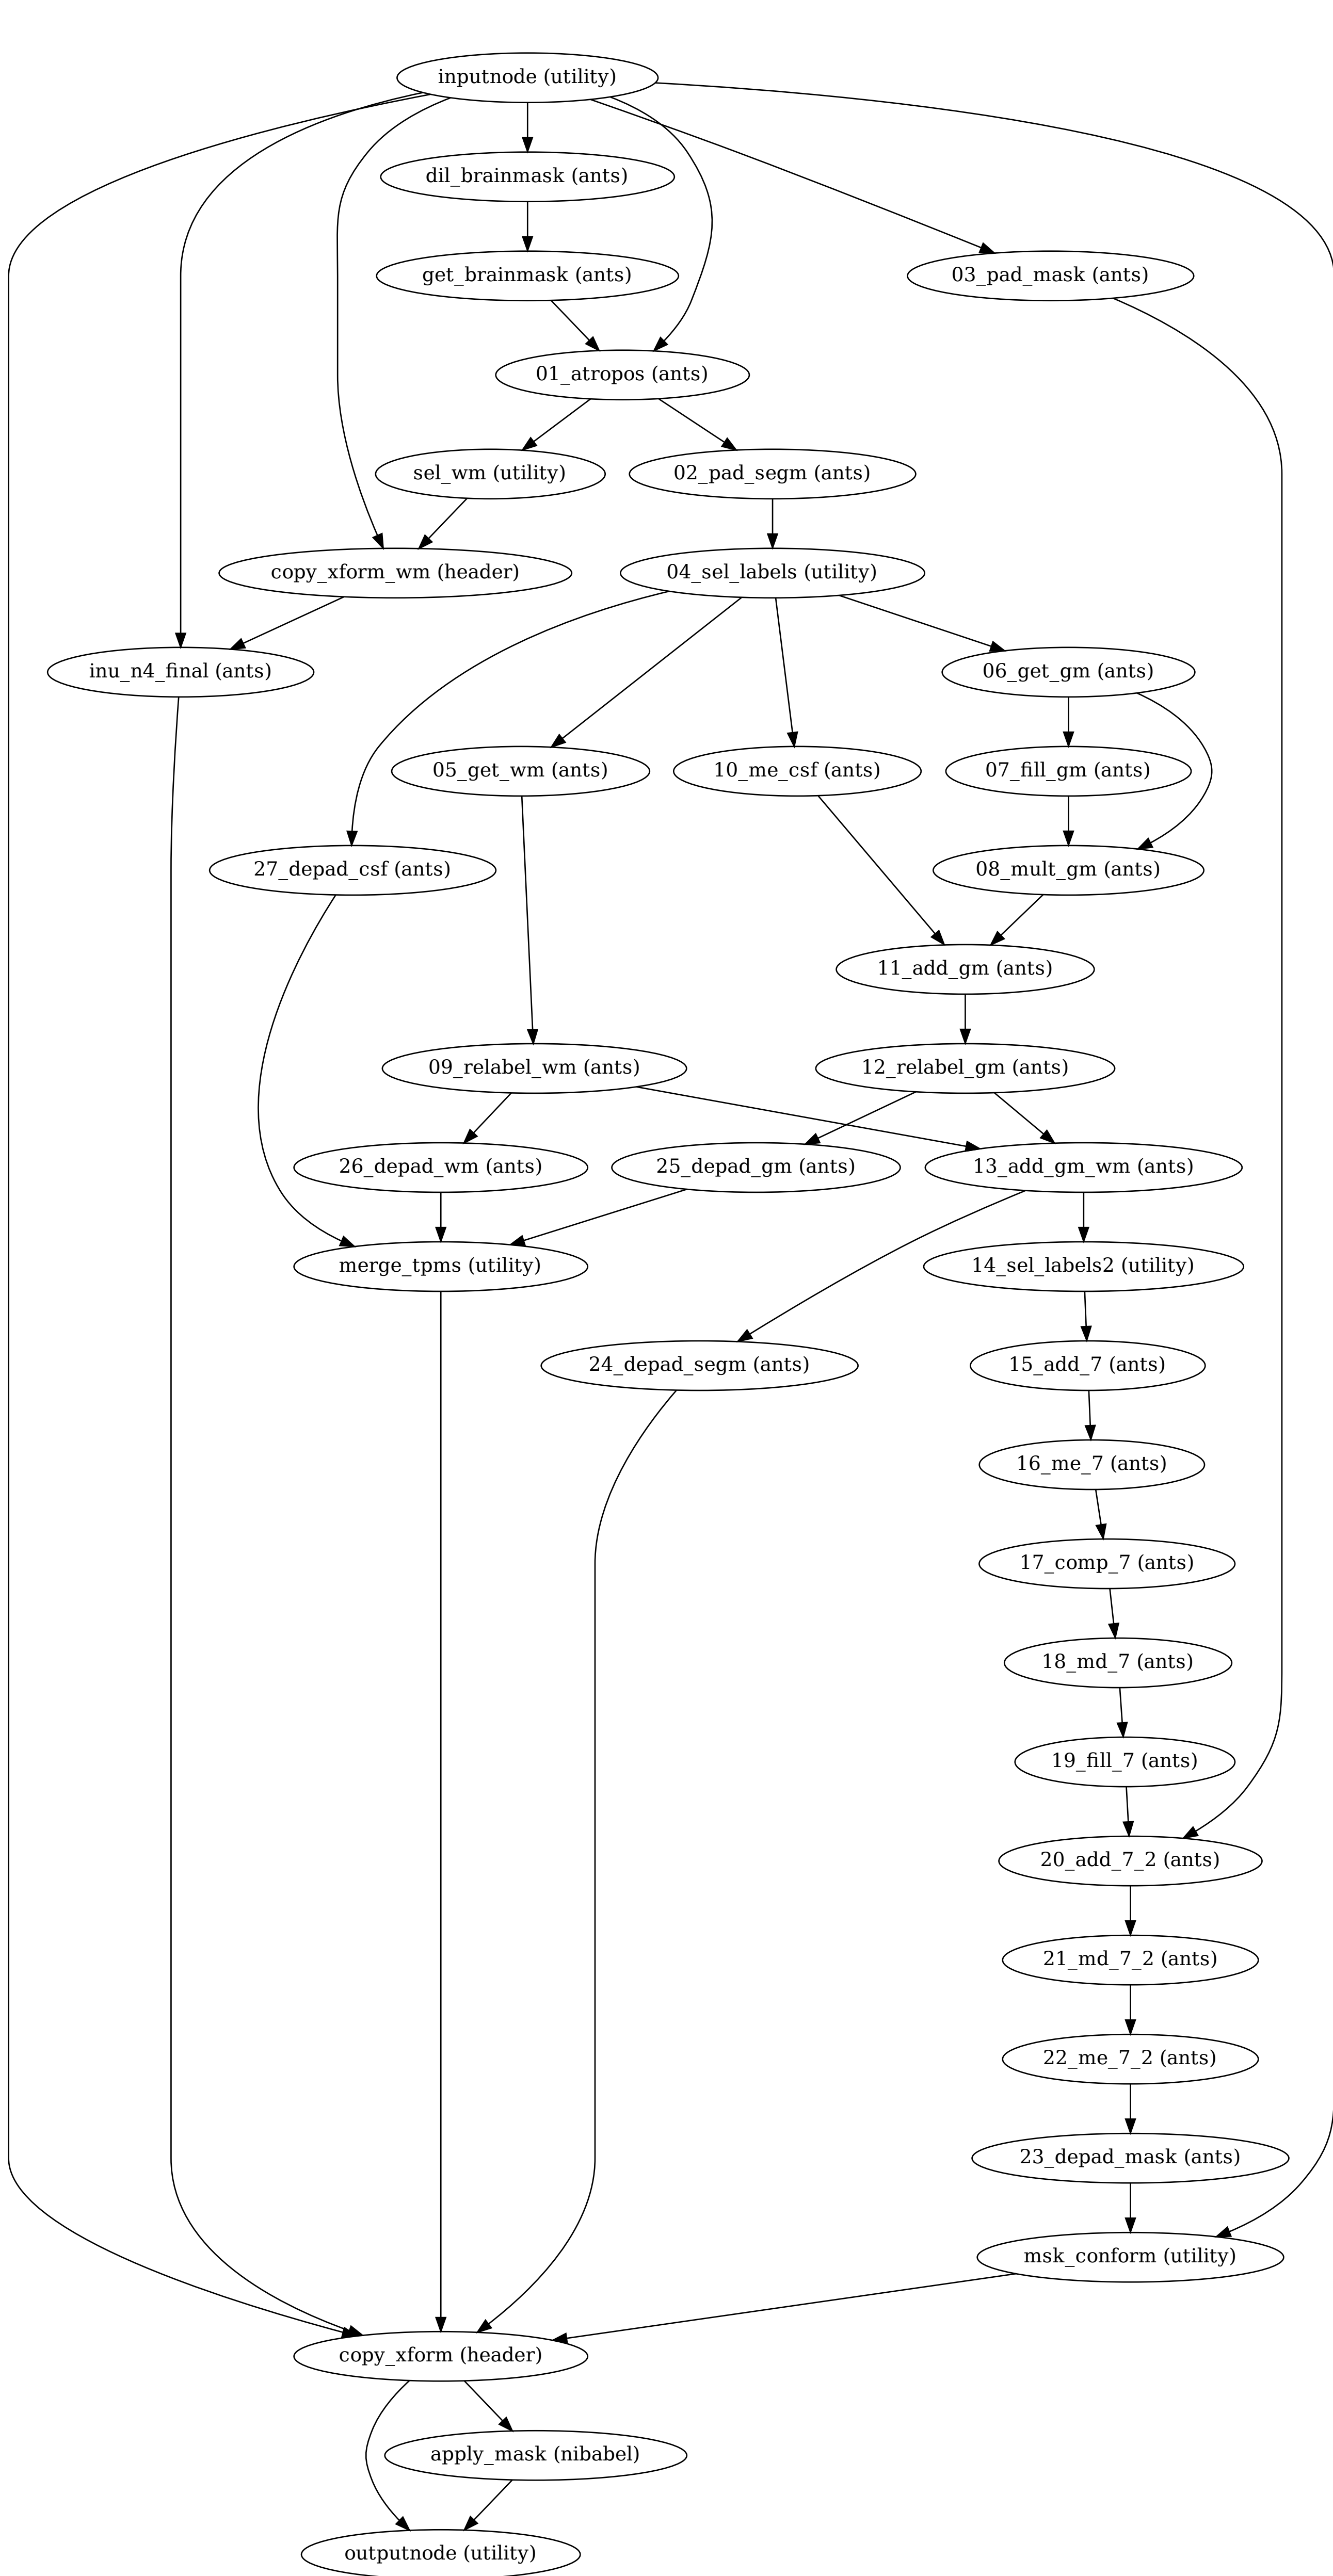 inputnode (utility)
dil_brainmask (ants)
get_brainmask (ants)
03_pad_mask (ants)
01_atropos (ants)
sel_wm (utility)
02_pad_segm (ants)
copy_xform_wm (header)
04_sel_labels (utility)
inu_n4_final (ants)
06_get_gm (ants)
05_get_wm (ants)
10_me_csf (ants)
07_fill_gm (ants)
27_depad_csf (ants)
08_mult_gm (ants)
11_add_gm (ants)
09_relabel_wm (ants)
12_relabel_gm (ants)
26_depad_wm (ants)
25_depad_gm (ants)
13_add_gm_wm (ants)
merge_tpms (utility)
14_sel_labels2 (utility)
24_depad_segm (ants)
15_add_7 (ants)
16_me_7 (ants)
17_comp_7 (ants)
18_md_7 (ants)
19_fill_7 (ants)
20_add_7_2 (ants)
21_md_7_2 (ants)
22_me_7_2 (ants)
23_depad_mask (ants)
msk_conform (utility)
copy_xform (header)
apply_mask (nibabel)
outputnode (utility)